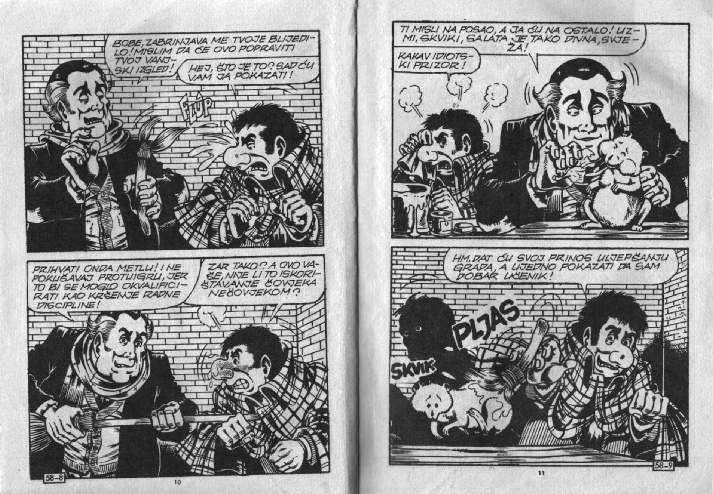 BOBE, ZABRINJAVA ME TVOJE BLIJEDI-
LO! MISLIM DA ĆE OVO POPRAVITI
TVOJ VANJ-
SKI IZGLED!
HEJ, ŠTO JE TO? SAD ĆU
VAM JA POKAZATI!
FLUP
PRIHVATI ONDA METLU! I NE
POKUŠAVAJ PROTUIGRU, JER
TO BI SE MOGLO OKVALIFICI-
RATI KAO KRŠENJE RADNE
DISCIPLINE!
ZAR TAKO!? A OVO VA-
ŠE, NIJE LI TO ISKORI-
ŠTAVANJE ČOVJEKA
NEČOVJEKOM?
58-8
10
TI MISLI NA POSAO, A JA ĆU NA OSTALO! UZ-
MI, SKVIKI, SALATA JE TAKO DIVNA, SVJE-
ŽA!
KAKAV IDIOTS-
KI PRIZOR!
HM, DAT ĆU SVOJ PRINOS ULJEPŠANJU
GRADA, A UJEDNO POKAZATI DA SAM
DOBAR UČENIK!
PLJAS
SKVIK
11
58-9